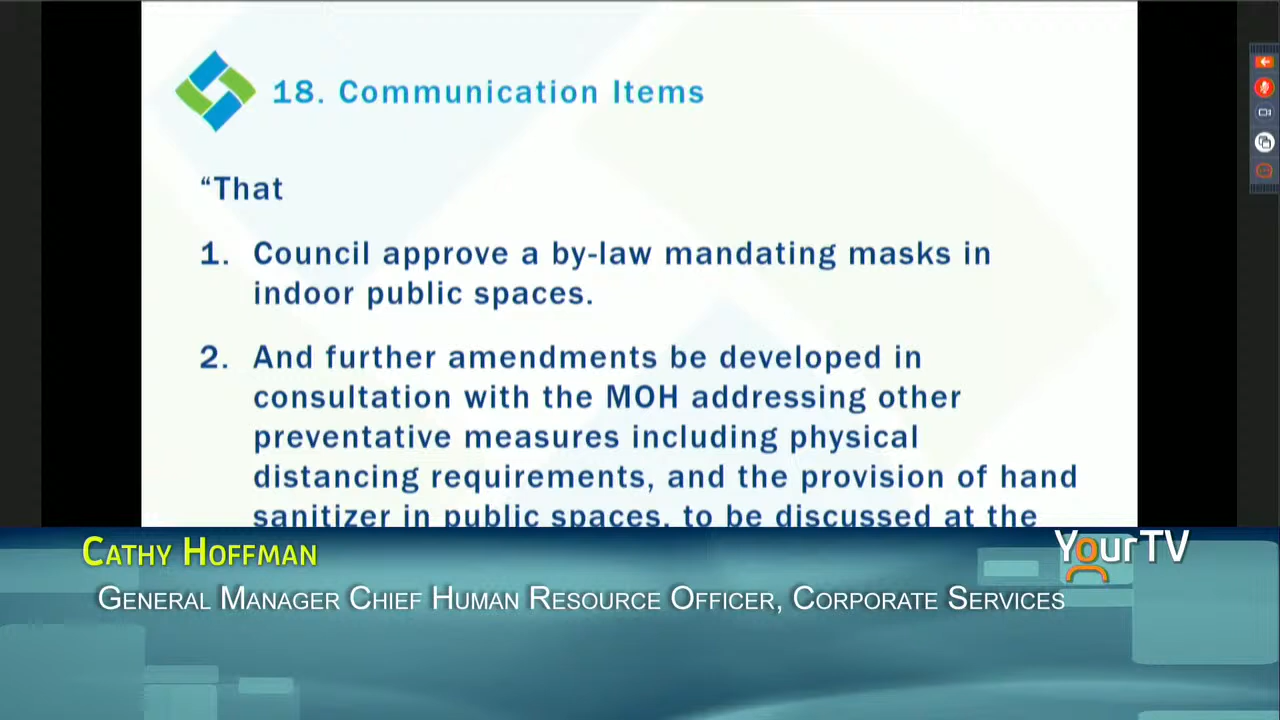 18. Communication Items
“That
1. Council approve a by-law mandating masks in
indoor public spaces.
2. And further amendments be developed in
consultation with the MOH addressing other
preventative measures including physical
distancing requirements, and the provision of hand
sanitizer in public spaces, to be discussed at the
CATHY HOFFMAN
YourTV
GENERAL MANAGER CHIEF HUMAN RESOURCE OFFICER, CORPORATE SERVICES